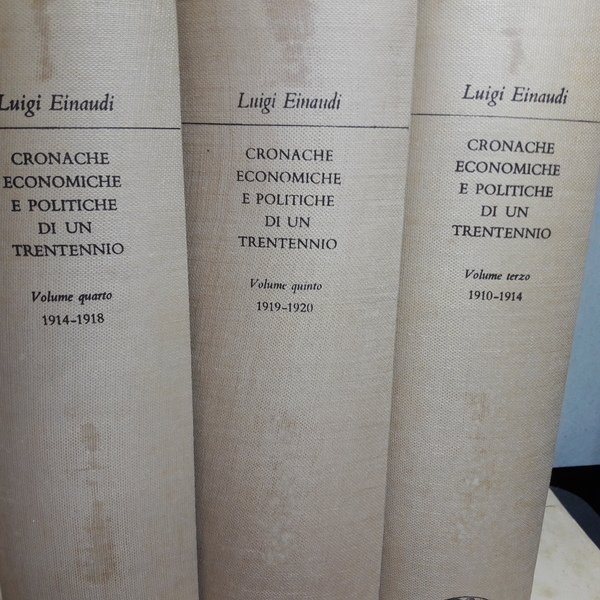 Luigi Einaudi
CRONACHE
ECONOMICHE
E POLITICHE
DI UN
TRENTENNIO
Volume quarto
1914-1918
Luigi Einaudi
CRONACHE
ECONOMICHE
E POLITICHE
DI UN
TRENTENNIO
Volume quinto
1919-1920
Luigi Einaudi
CRONACHE
ECONOMICHE
E POLITICHE
DI UN
TRENTENNIO
Volume terzo
1910-1914